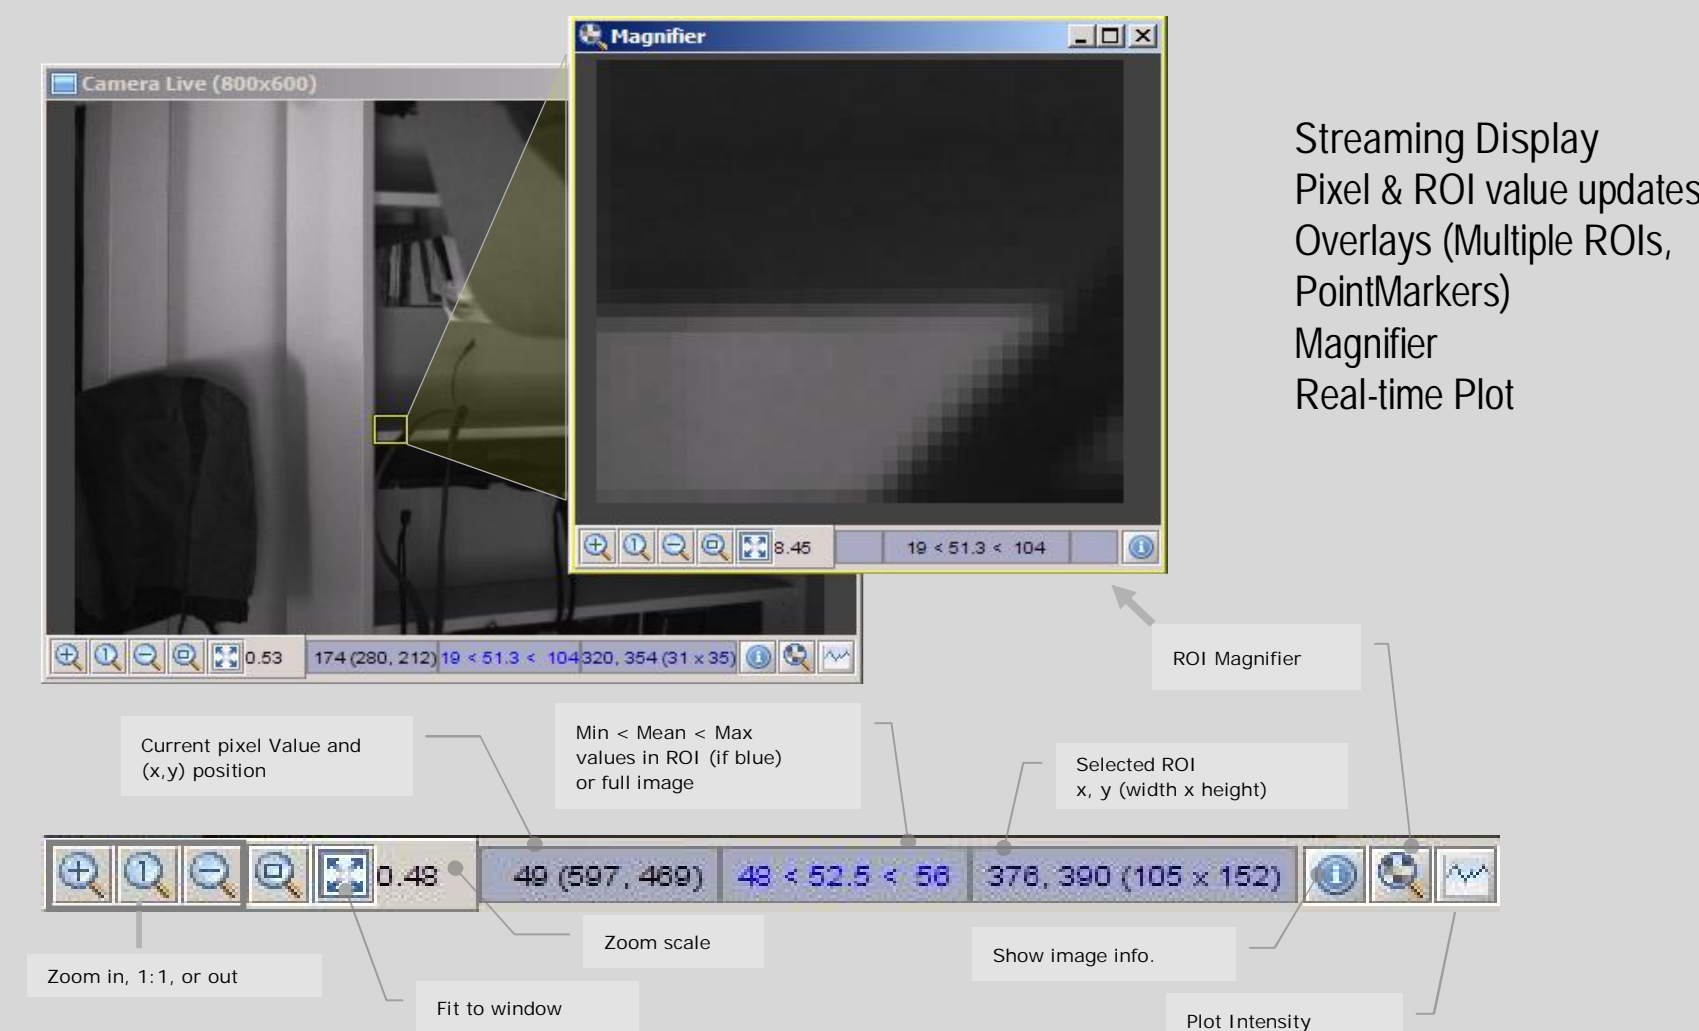 Magnifier
Camera Live (800x600)
Streaming Display
Pixel & ROI value updates
Overlays (Multiple ROIs,
PointMarkers)
Magnifier
Real-time Plot
8.45
19 < 51.3 < 104
0.53
174 (280, 212)
19 < 51.3 < 104
320, 354 (31 x 35)
ROI Magnifier
Current pixel Value and
(x,y) position
Min < Mean < Max
values in ROI (if blue)
or full image
Selected ROI
x, y (width x height)
0.48
49 (597, 469)
48 < 52.5 < 56
376, 390 (105 x 152)
Zoom scale
Show image info.
Zoom in, 1:1, or out
Fit to window
Plot Intensity